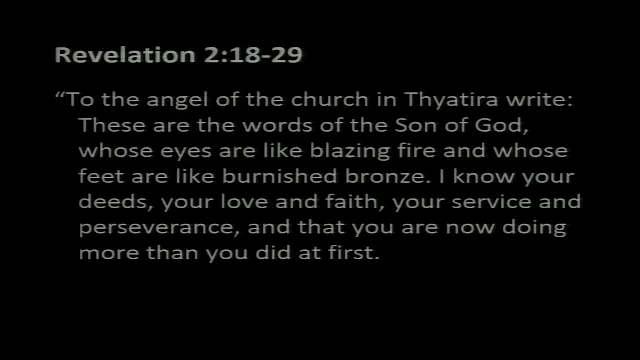 Revelation 2:18-29
“To the angel of the church in Thyatira write:
These are the words of the Son of God,
whose eyes are like blazing fire and whose
feet are like burnished bronze. I know your
deeds, your love and faith, your service and
perseverance, and that you are now doing
more than you did at first.